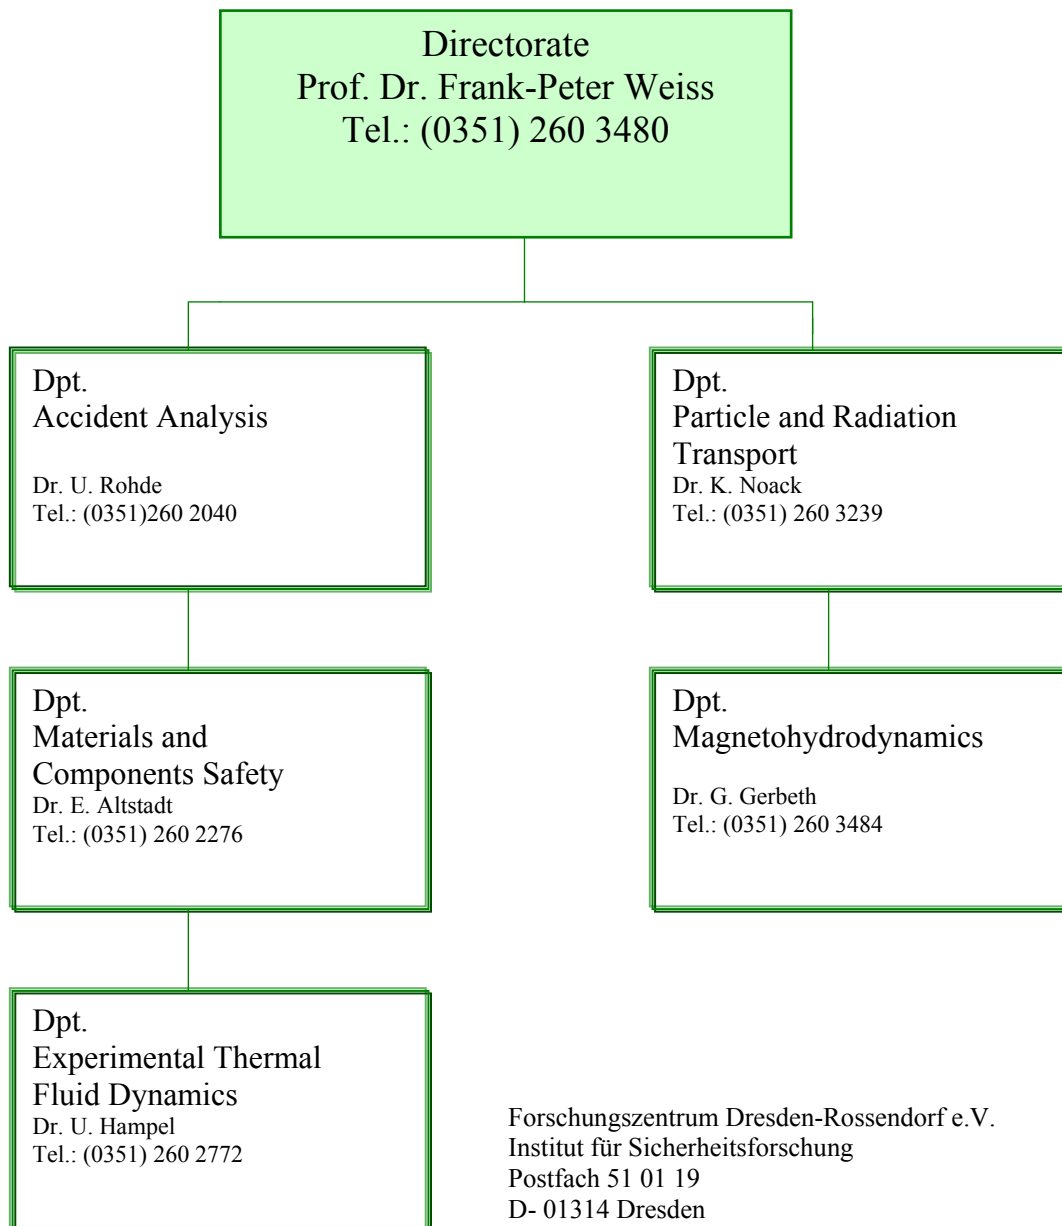 Directorate
Prof. Dr. Frank-Peter Weiss
Tel.: (0351) 260 3480
Dpt.
Accident Analysis
Dr. U. Rohde
Tel.: (0351)260 2040
Dpt.
Particle and Radiation
Transport
Dr. K. Noack
Tel.: (0351) 260 3239
Dpt.
Materials and
Components Safety
Dr. E. Altstadt
Tel.: (0351) 260 2276
Dpt.
Magnetohydrodynamics
Dr. G. Gerbeth
Tel.: (0351) 260 3484
Dpt.
Experimental Thermal
Fluid Dynamics
Dr. U. Hampel
Tel.: (0351) 260 2772
Forschungszentrum Dresden-Rossendorf e.V.
Institut für Sicherheitsforschung
Postfach 51 01 19
D- 01314 Dresden